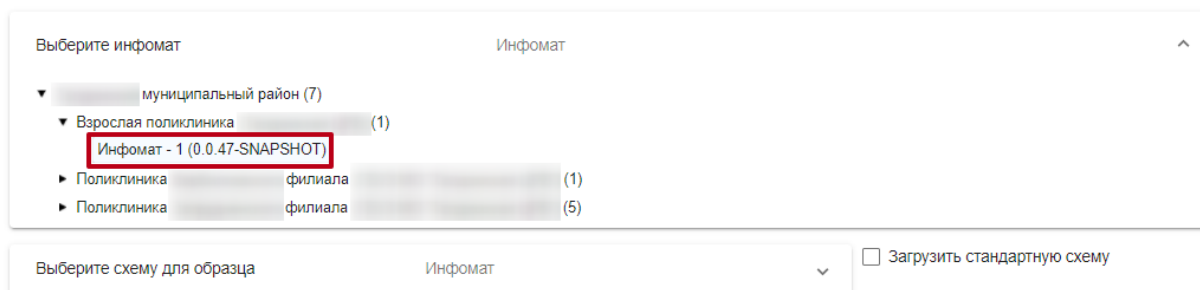 Выберите инфомат Инфомат
муниципальный район (7)
Взрослая поликлиника (1)
Инфомат - 1 (0.0.47-SNAPSHOT)
Поликлиника филиала (1)
Поликлиника филиала (5)
Выберите схему для образца Инфомат Загрузить стандартную схему